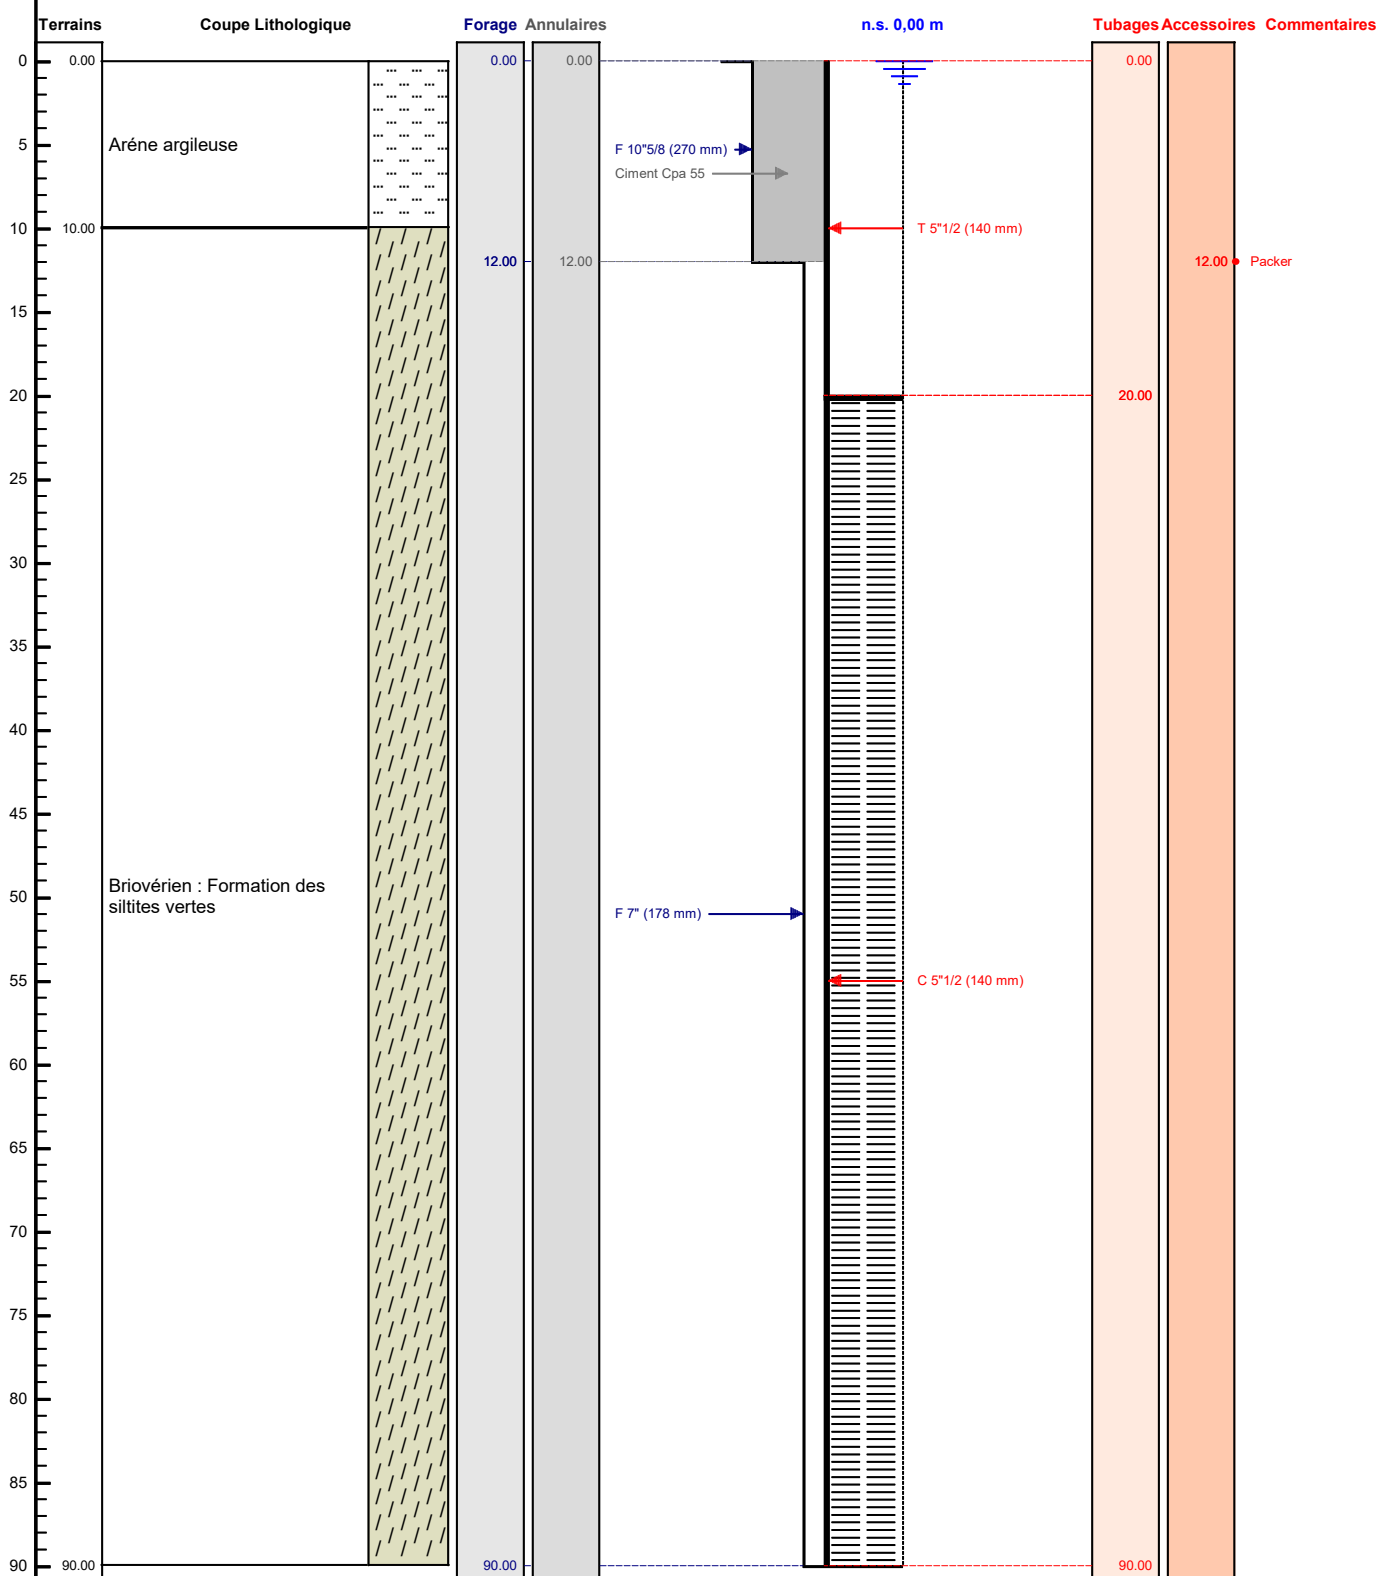 Terrains Coupe Lithologique Forage Annulaires n.s. 0,00 m Tubages Accessoires Commentaires
0 0.00 0.00 0.00 0.00
5 Aréne argileuse F 10"5/8 (270 mm)
Ciment Cpa 55
10 10.00 T 5"1/2 (140 mm)
12.00 12.00 12.00 Packer
15
20 20.00
25
30
35
40
45
Briovérien : Formation des
50 siltites vertes F 7" (178 mm)
55 C 5"1/2 (140 mm)
60
65
70
75
80
85
90 90.00 90.00 90.00